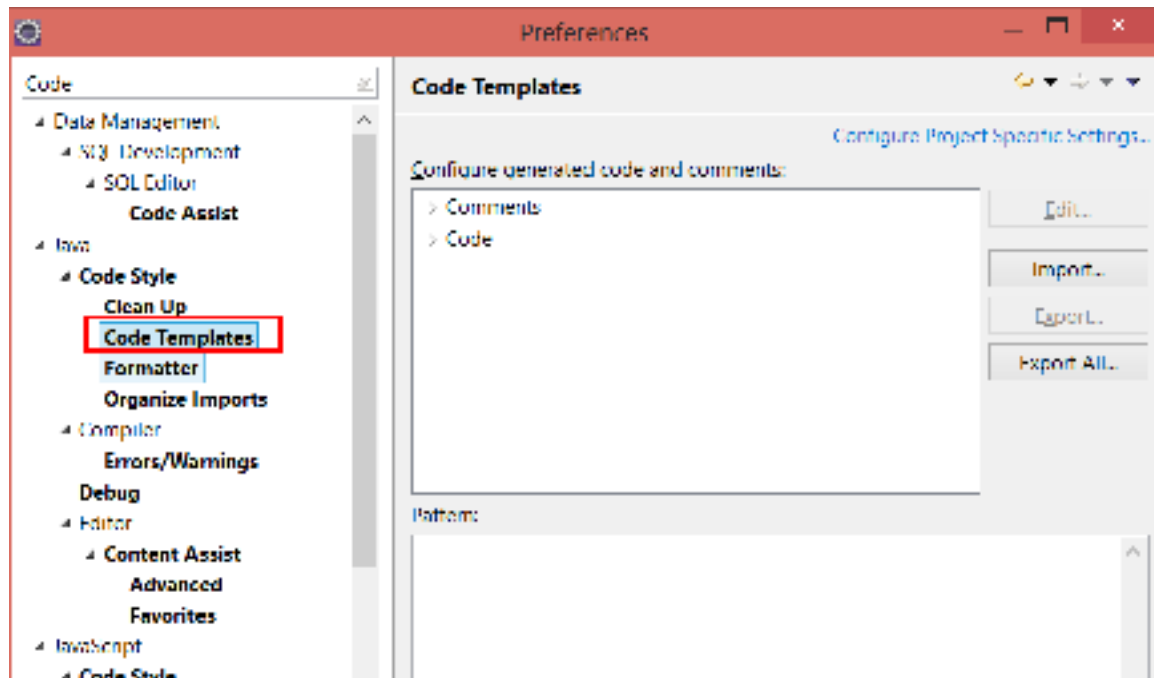 Preferences
Code
Data Management
SQL Development
SQL Editor
Code Assist
Java
Code Style
Clean Up
Code Templates
Formatter
Organize Imports
Compiler
Errors/Warnings
Debug
Editor
Content Assist
Advanced
Favorites
JavaScript
Code Style
Code Templates
Configure Project Specific Settings...
Configure generated code and comments:
Comments
Code
Edit...
Import...
Export...
Export All...
Pattern: